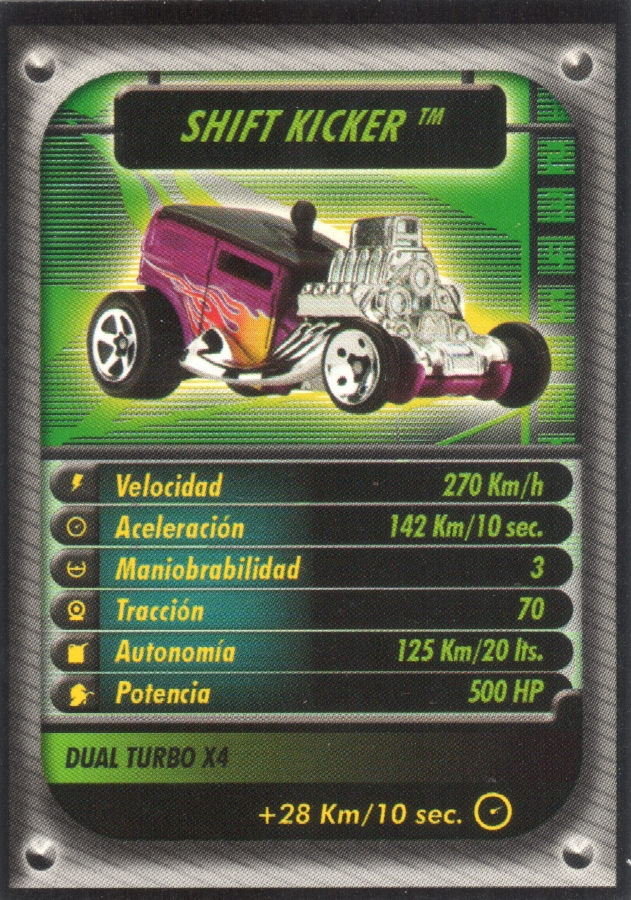 SHIFT KICKER ™
Velocidad 270 Km/h
Aceleración 142 Km/10 sec.
Maniobrabilidad 3
Tracción 70
Autonomía 125 Km/20 lts.
Potencia 500 HP
DUAL TURBO X4
+28 Km/10 sec.